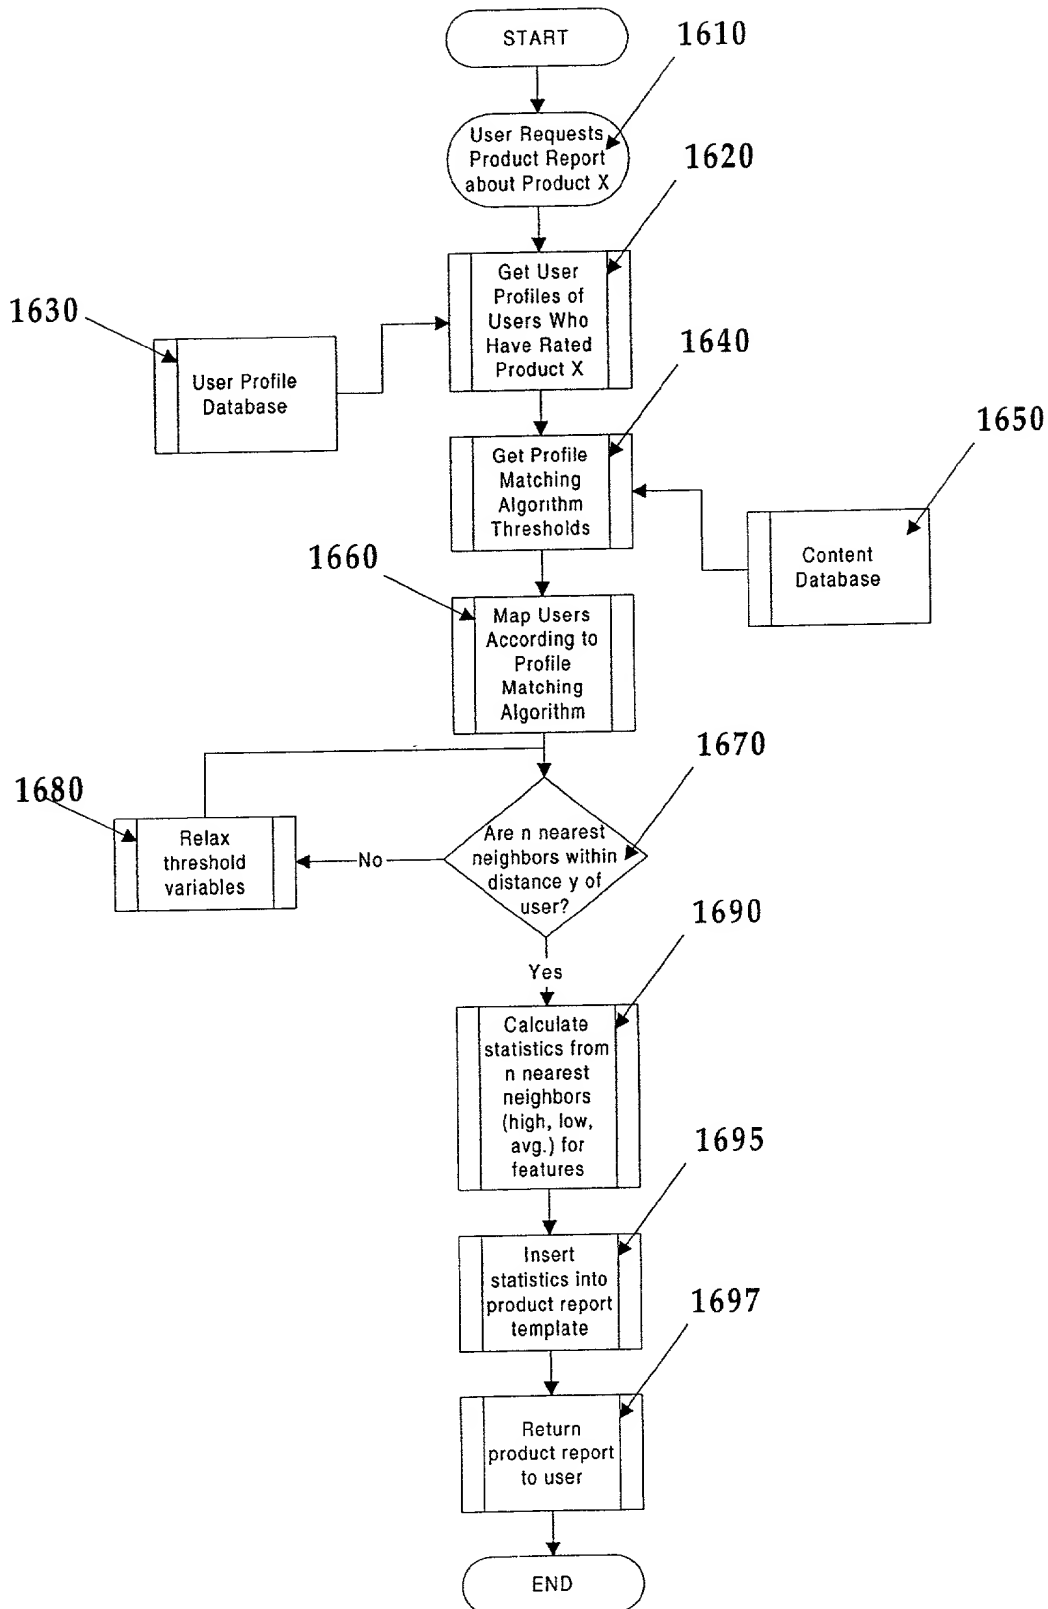 START
1610
User Requests
Product Report
about Product X
1620
Get User
Profiles of
Users Who
Have Rated
Product X
1630
User Profile
Database
1640
Get Profile
Matching
Algorithm
Thresholds
1650
Content
Database
1660
Map Users
According to
Profile
Matching
Algorithm
1670
Are n nearest
neighbors within
distance y of
user?
1680
Relax
threshold
variables
No
Yes
1690
Calculate
statistics from
n nearest
neighbors
(high, low,
avg.) for
features
1695
Insert
statistics into
product report
template
1697
Return
product report
to user
END